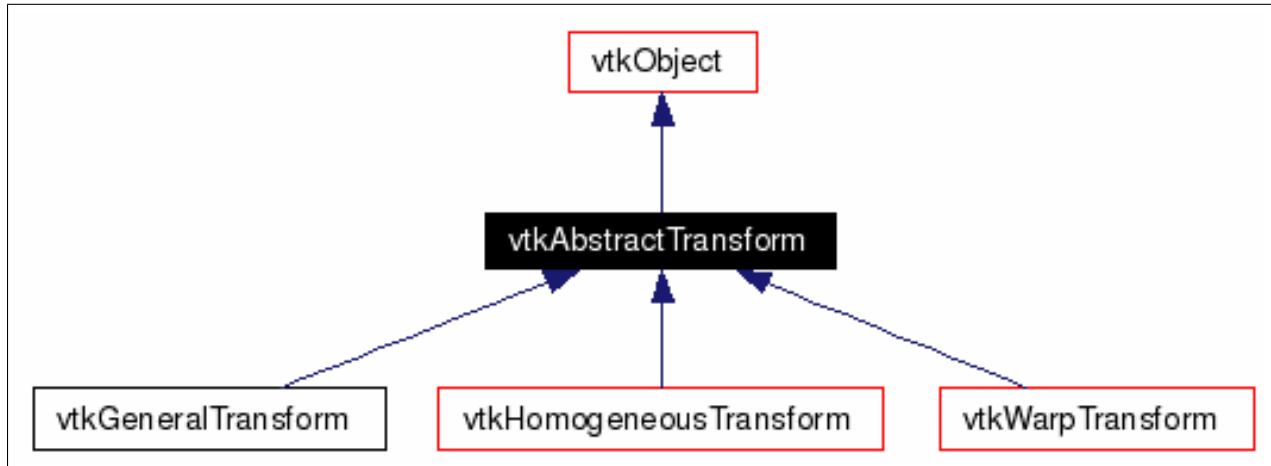 vtkObject
vtkAbstractTransform
vtkGeneralTransform
vtkHomogeneousTransform
vtkWarpTransform